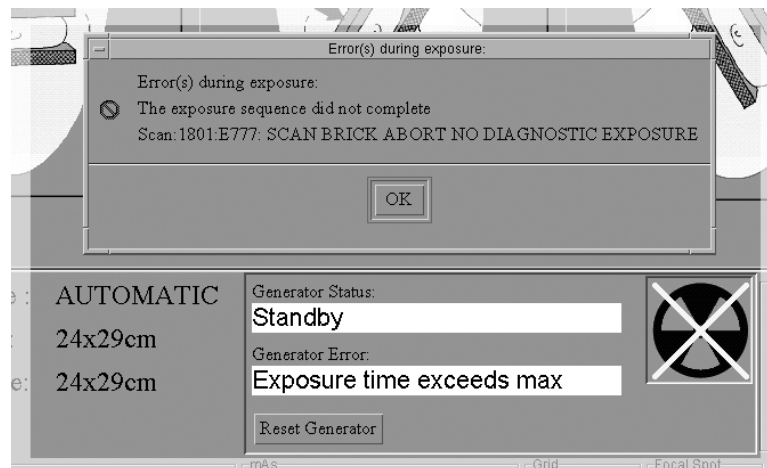 Error(s) during exposure:
Error(s) during exposure:
The exposure sequence did not complete
Scan:1801:E777: SCAN BRICK ABORT NO DIAGNOSTIC EXPOSURE
OK
AUTOMATIC
24x29cm
e: 24x29cm
Generator Status:
Standby
Generator Error:
Exposure time exceeds max
Reset Generator
mAs
Grid
Focal Spot